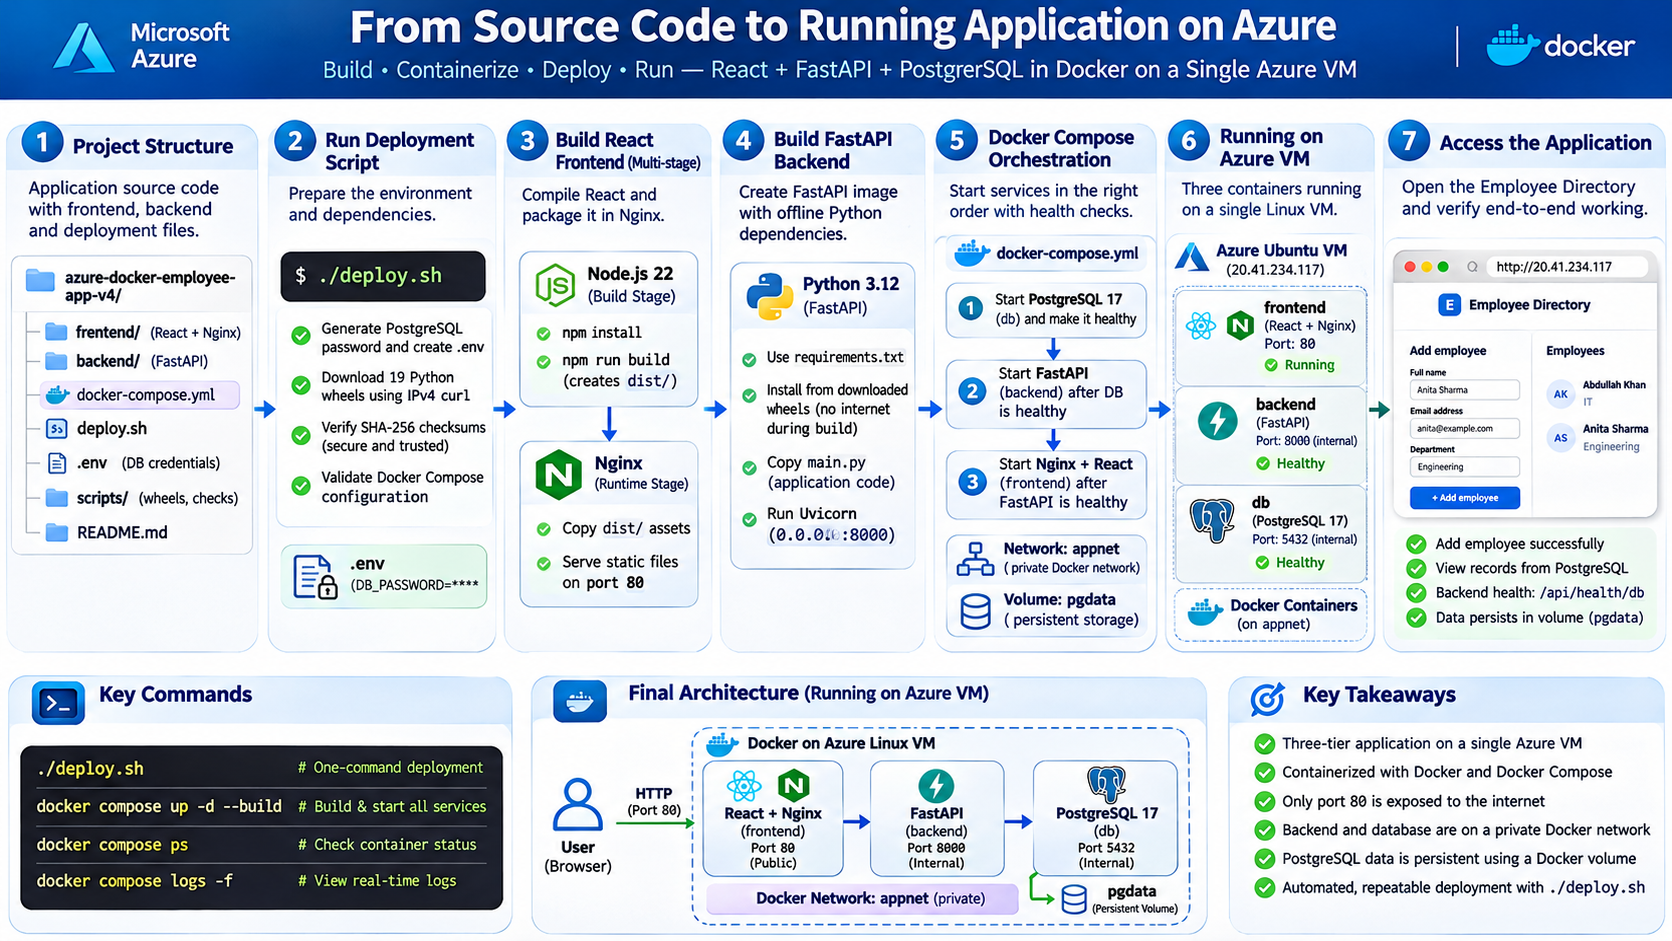 Microsoft
Azure
From Source Code to Running Application on Azure
Build • Containerize • Deploy • Run — React + FastAPI + PostgrerSQL in Docker on a Single Azure VM
docker
1 Project Structure
Application source code
with frontend, backend
and deployment files.
azure-docker-employee-
app-v4/
frontend/ (React + Nginx)
backend/ (FastAPI)
docker-compose.yml
deploy.sh
.env (DB credentials)
scripts/ (wheels, checks)
README.md
2 Run Deployment
Script
Prepare the environment
and dependencies.
$ ./deploy.sh
Generate PostgreSQL
password and create .env
Download 19 Python
wheels using IPv4 curl
Verify SHA-256 checksums
(secure and trusted)
Validate Docker Compose
configuration
.env
(DB_PASSWORD=****
3 Build React
Frontend (Multi-stage)
Compile React and
package it in Nginx.
Node.js 22
(Build Stage)
npm install
npm run build
(creates dist/)
Nginx
(Runtime Stage)
Copy dist/ assets
Serve static files
on port 80
4 Build FastAPI
Backend
Create FastAPI image
with offline Python
dependencies.
Python 3.12
(FastAPI)
Use requirements.txt
Install from downloaded
wheels (no internet
during build)
Copy main.py
(application code)
Run Uvicorn
5 Docker Compose
Orchestration
Start services in the right
order with health checks.
docker-compose.yml
1 Start PostgreSQL 17
(db) and make it healthy
2 Start FastAPI
(backend) after DB
is healthy
3 Start Nginx + React
(frontend) after
FastAPI is healthy
Network: appnet
( private Docker network)
Volume: pgdata
( persistent storage)
6 Running on
Azure VM
Three containers running
on a single Linux VM.
Azure Ubuntu VM
(20.41.234.117)
frontend
(React + Nginx)
Port: 80
Running
backend
(FastAPI)
Port: 8000 (internal)
Healthy
db
(PostgreSQL 17)
Port: 5432 (internal)
Healthy
Docker Containers
(on appnet)
7 Access the Application
Open the Employee Directory
and verify end-to-end working.
http://20.41.234.117
E Employee Directory
Add employee
Full name
Anita Sharma
Email address
anita@example.com
Department
Engineering
+ Add employee
Employees
AK Abdullah Khan
IT
AS Anita Sharma
Engineering
Add employee successfully
View records from PostgreSQL
Backend health: /api/health/db
Data persists in volume (pgdata)
Key Commands
./deploy.sh # One-command deployment
docker compose up -d --build # Build & start all services
docker compose ps # Check container status
docker compose logs -f # View real-time logs
Final Architecture (Running on Azure VM)
Docker on Azure Linux VM
User
(Browser)
HTTP
(Port 80)
React + Nginx
(frontend)
Port 80
(Public)
FastAPI
(backend)
Port 8000
(Internal)
PostgreSQL 17
(db)
Port 5432
(Internal)
Docker Network: appnet (private)
pgdata
(Persistent Volume)
Key Takeaways
Three-tier application on a single Azure VM
Containerized with Docker and Docker Compose
Only port 80 is exposed to the internet
Backend and database are on a private Docker network
PostgreSQL data is persistent using a Docker volume
Automated, repeatable deployment with ./deploy.sh